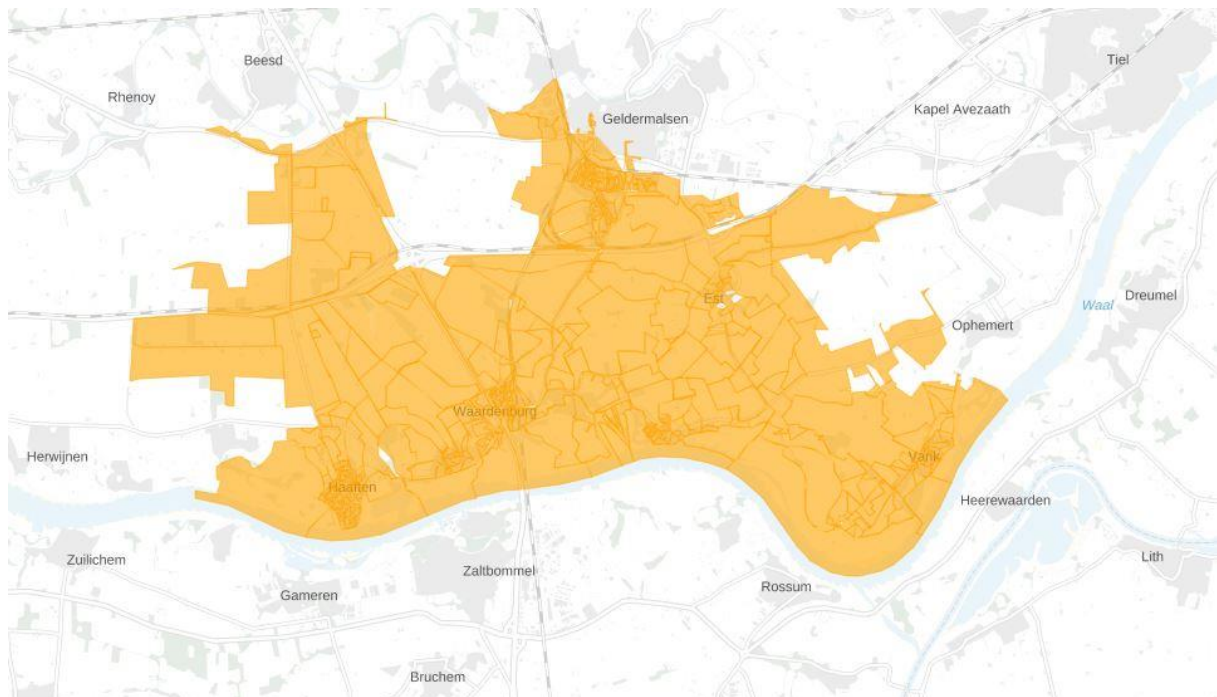 Beesd
Tiel
Rhenoy
Kapel Avezaath
Geldermalsen
Est
Dreumel
Waal
Ophemert
Waardenburg
Herwijnen
Varik
Haaften
Heerewaarden
Zuilichem
Zaltbommel
Lith
Rossum
Gameren
Bruchem